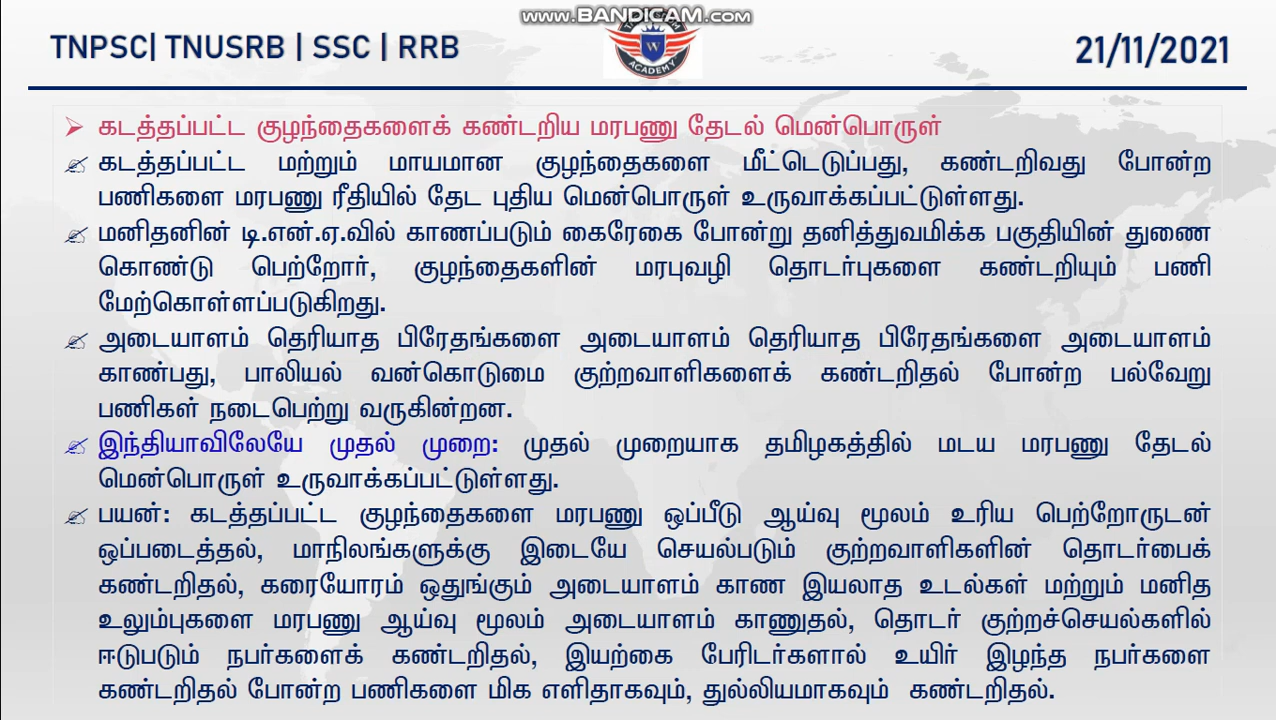 www.BANDICAM.com
TNPSC| TNUSRB | SSC | RRB
W
ACADEMY
21/11/2021
கடத்தப்பட்ட குழந்தைகளைக் கண்டறிய மரபணு தேடல் மென்பொருள்
கடத்தப்பட்ட மற்றும் மாயமான குழந்தைகளை மீட்டெடுப்பது, கண்டறிவது போன்ற
பணிகளை மரபணு ரீதியில் தேட புதிய மென்பொருள் உருவாக்கப்பட்டுள்ளது.
மனிதனின் டி.என்.ஏ.வில் காணப்படும் கைரேகை போன்று தனித்துவமிக்க பகுதியின் துணை
கொண்டு பெற்றோர், குழந்தைகளின் மரபுவழி தொடர்புகளை கண்டறியும் பணி
மேற்கொள்ளப்படுகிறது.
அடையாளம் தெரியாத பிரேதங்களை அடையாளம் தெரியாத பிரேதங்களை அடையாளம்
காண்பது, பாலியல் வன்கொடுமை குற்றவாளிகளைக் கண்டறிதல் போன்ற பல்வேறு
பணிகள் நடைபெற்று வருகின்றன.
இந்தியாவிலேயே முதல் முறை: முதல் முறையாக தமிழகத்தில் மடய மரபணு தேடல்
மென்பொருள் உருவாக்கப்பட்டுள்ளது.
பயன்: கடத்தப்பட்ட குழந்தைகளை மரபணு ஒப்பீடு ஆய்வு மூலம் உரிய பெற்றோருடன்
ஒப்படைத்தல், மாநிலங்களுக்கு இடையே செயல்படும் குற்றவாளிகளின் தொடர்பைக்
கண்டறிதல், கரையோரம் ஒதுங்கும் அடையாளம் காண இயலாத உடல்கள் மற்றும் மனித
உலும்புகளை மரபணு ஆய்வு மூலம் அடையாளம் காணுதல், தொடர் குற்றச்செயல்களில்
ஈடுபடும் நபர்களைக் கண்டறிதல், இயற்கை பேரிடர்களால் உயிர் இழந்த நபர்களை
கண்டறிதல் போன்ற பணிகளை மிக எளிதாகவும், துல்லியமாகவும் கண்டறிதல்.